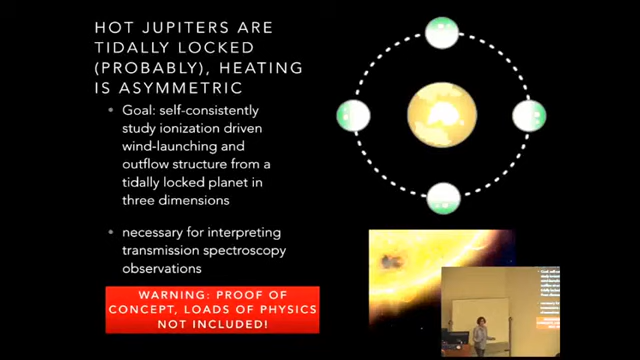 HOT JUPITERS ARE
TIDALLY LOCKED
(PROBABLY), HEATING
IS ASYMMETRIC
• Goal: self-consistently
study ionization driven
wind-launching and
outflow structure from a
tidally locked planet in
three dimensions
• necessary for interpreting
transmission spectroscopy
observations
WARNING: PROOF OF
CONCEPT, LOADS OF PHYSICS
NOT INCLUDED!